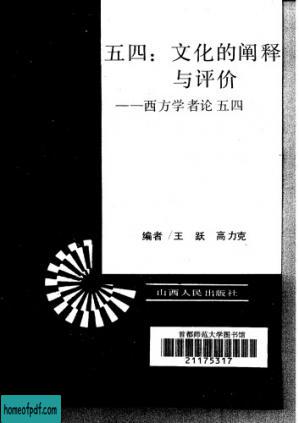 五四：文化的阐释
与评价
——西方学者论五四
编者/王 跃 高力克
山西人民出版社
首都师范大学图书馆
21175317
homeofpdf.com